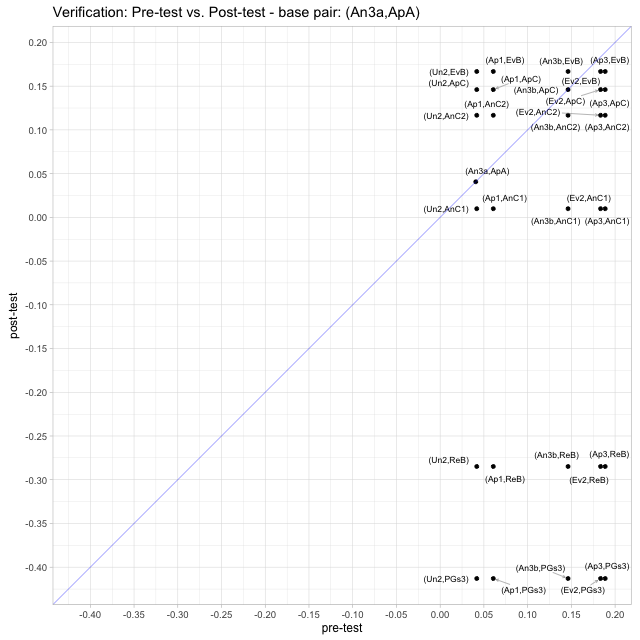 Verification: Pre-test vs. Post-test - base pair: (An3a,ApA)
0.20
(Ap1,EvB) (An3b,EvB) (Ap3,EvB)
(Un2,EvB)
(Un2,ApC) (Ap1,ApC) (Ev2,EvB)
0.15
(An3b,ApC)
(Ap1,AnC2) (Ev2,ApC) (Ap3,ApC)
(Un2,AnC2) (Ev2,AnC2)
0.10
(An3b,AnC2) (Ap3,AnC2)
0.05
(An3a,ApA)
(Ap1,AnC1) (Ev2,AnC1)
(Un2,AnC1)
0.00
(An3b,AnC1) (Ap3,AnC1)
-0.05
-0.10
-0.15
-0.20
-0.25
(Un2,ReB) (An3b,ReB) (Ap3,ReB)
-0.30
(Ap1,ReB) (Ev2,ReB)
-0.35
-0.40
(An3b,PGs3) (Ap3,PGs3)
(Un2,PGs3)
(Ap1,PGs3) (Ev2,PGs3)
-0.40 -0.35 -0.30 -0.25 -0.20 -0.15 -0.10 -0.05 0.00 0.05 0.10 0.15 0.20
pre-test
post-test